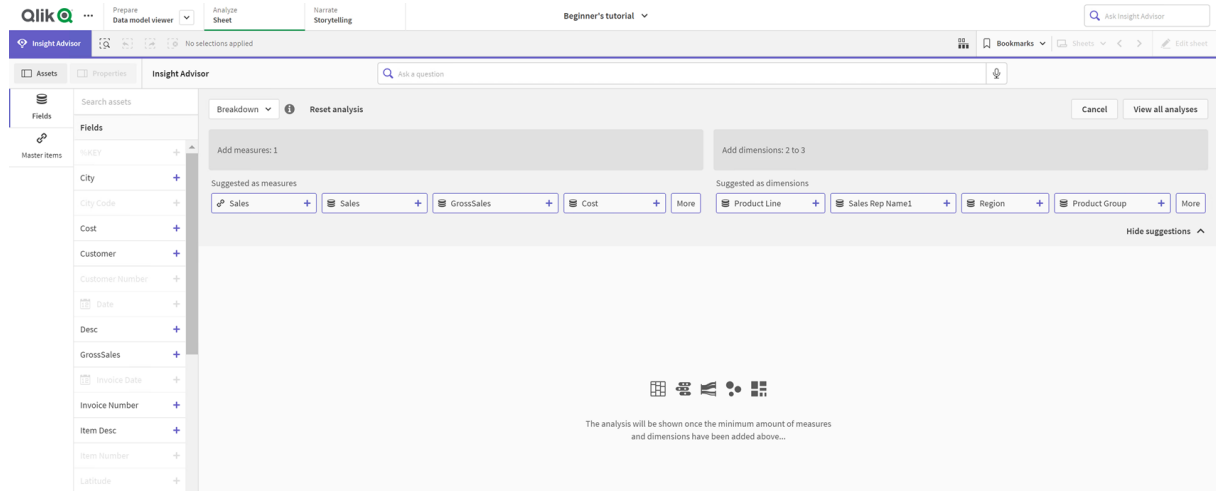 Qlik
Prepare
Data model viewer
Analyze
Sheet
Narrate
Storytelling
Beginner's tutorial
Ask Insight Advisor
Insight Advisor
No selections applied
Bookmarks
Sheets
Edit sheet
Assets
Properties
Insight Advisor
Ask a question
Fields
Master items
Search assets
Fields
%KEY
City
City Code
Cost
Customer
Customer Number
Date
Desc
GrossSales
Invoice Date
Invoice Number
Item Desc
Item Number
Latitude
Breakdown
Reset analysis
Cancel
View all analyses
Add measures: 1
Add dimensions: 2 to 3
Suggested as measures
Sales
Sales
GrossSales
Cost
More
Suggested as dimensions
Product Line
Sales Rep Name1
Region
Product Group
More
Hide suggestions
The analysis will be shown once the minimum amount of measures
and dimensions have been added above...